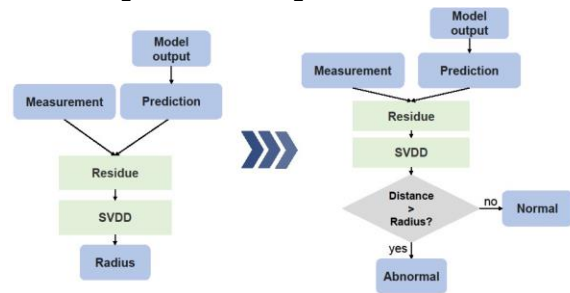 Model
output
Measurement
Prediction
Residue
SVDD
Radius
Model
output
Measurement
Prediction
Residue
SVDD
Distance
>
Radius?
no
Normal
yes
Abnormal